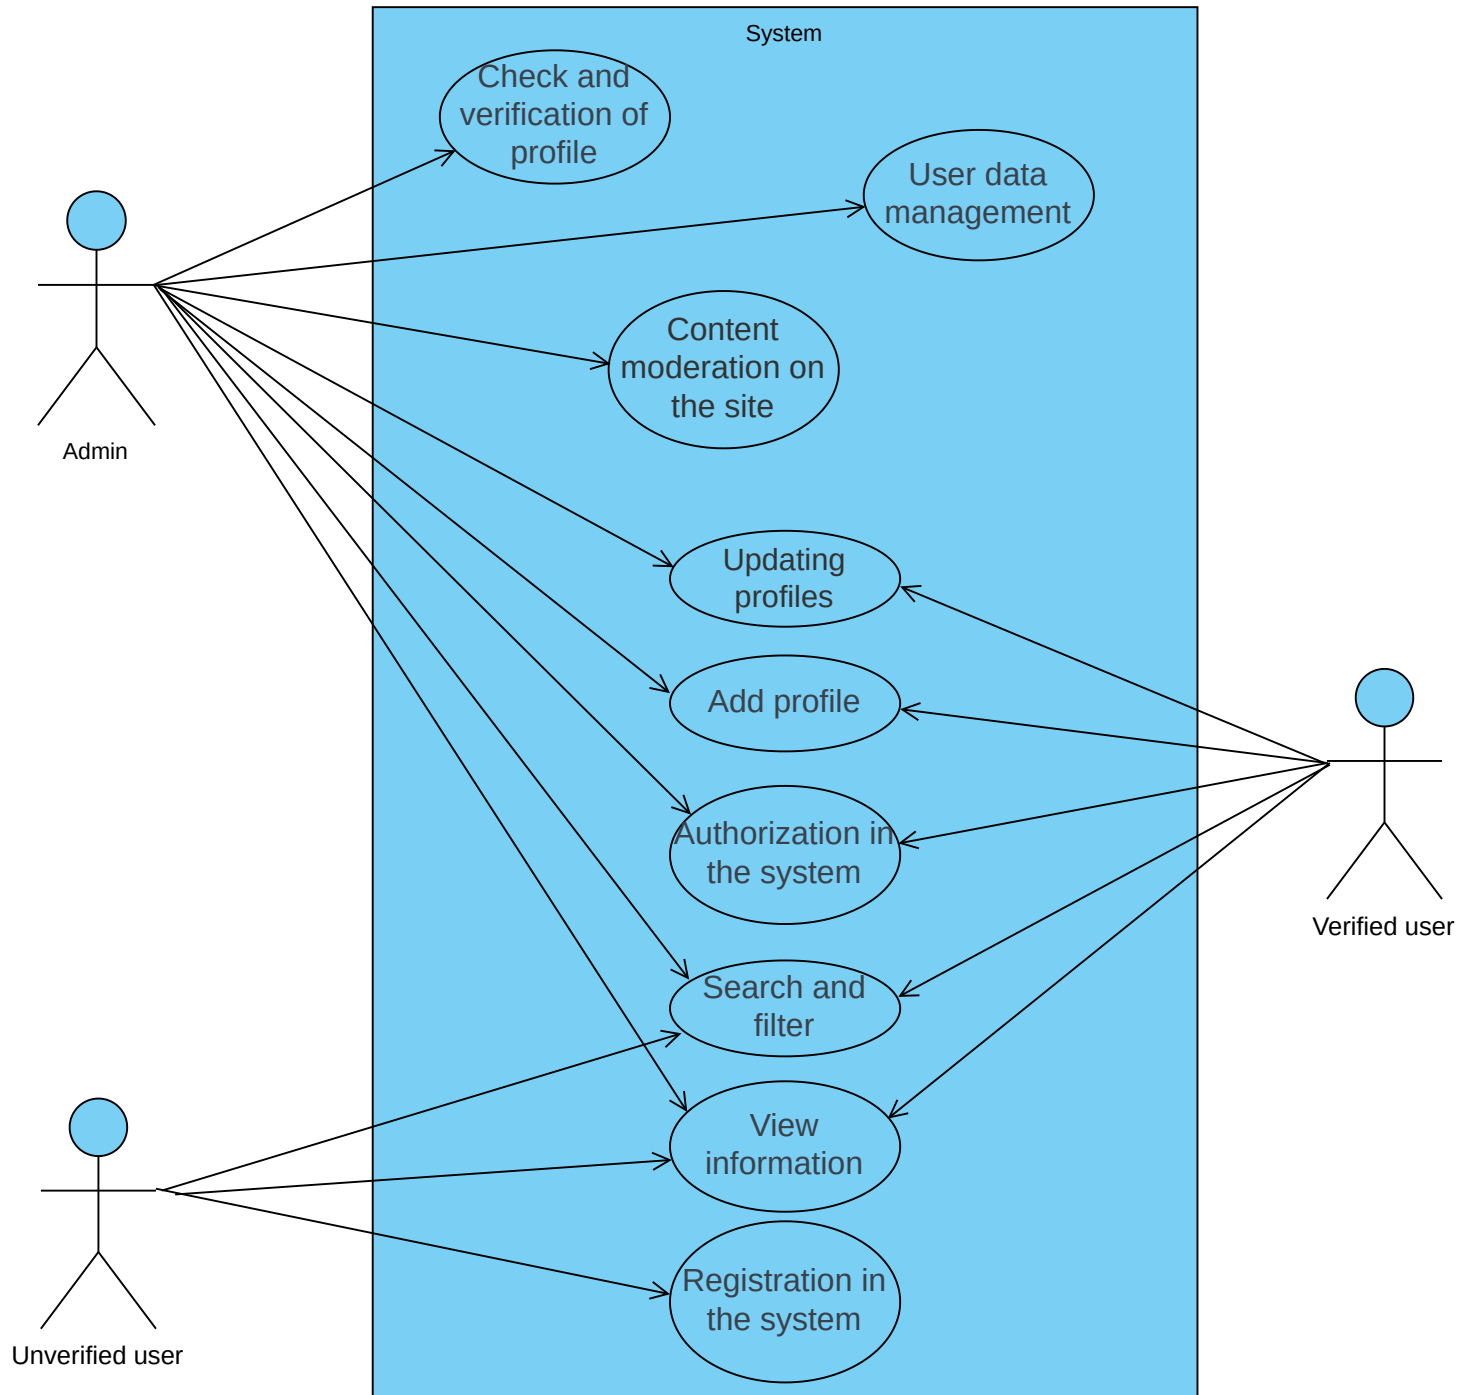 System
Check and
verification of
profile
User data
management
Content
moderation on
the site
Admin
Updating
profiles
Add profile
Authorization in
the system
Verified user
Search and
filter
View
information
Registration in
the system
Unverified user